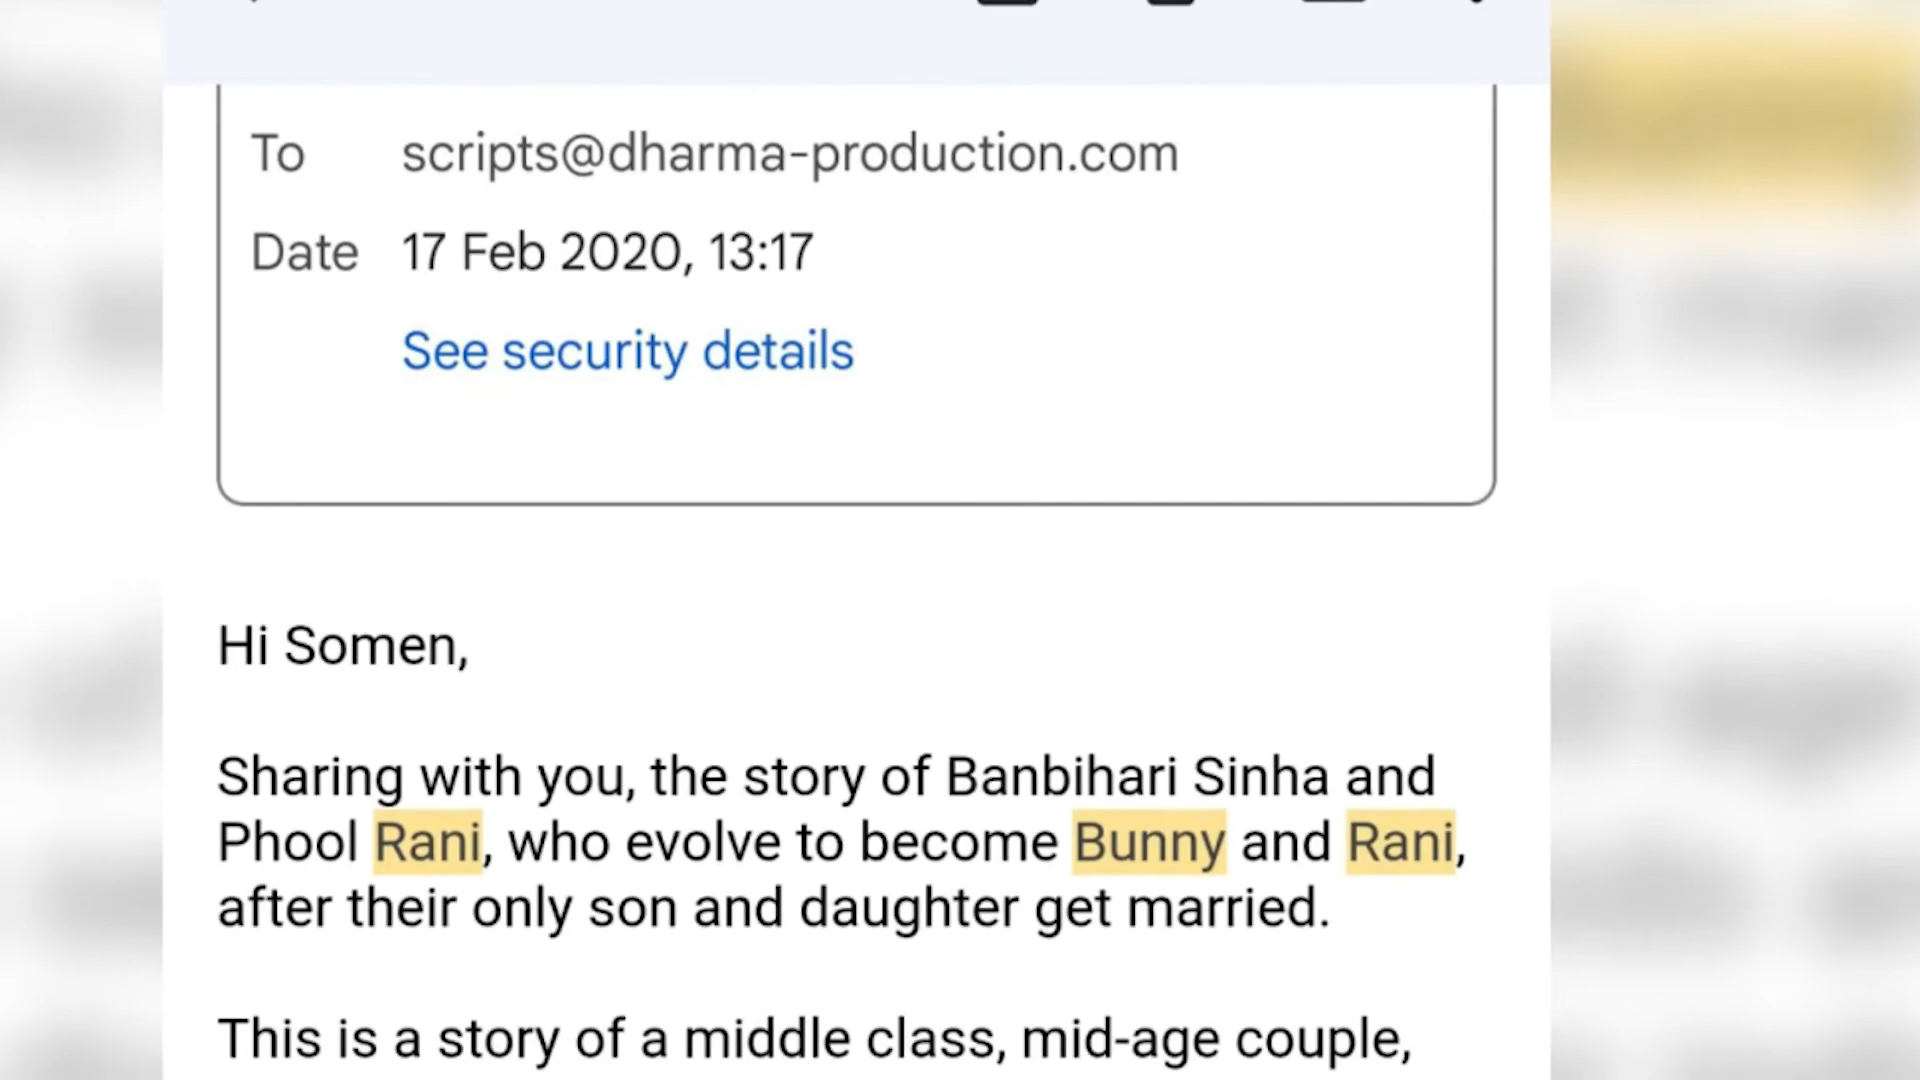 To scripts@dharma-production.com
Date 17 Feb 2020, 13:17
See security details
Hi Somen,
Sharing with you, the story of Banbihari Sinha and
Phool Rani, who evolve to become Bunny and Rani,
after their only son and daughter get married.
This is a story of a middle class, mid-age couple,